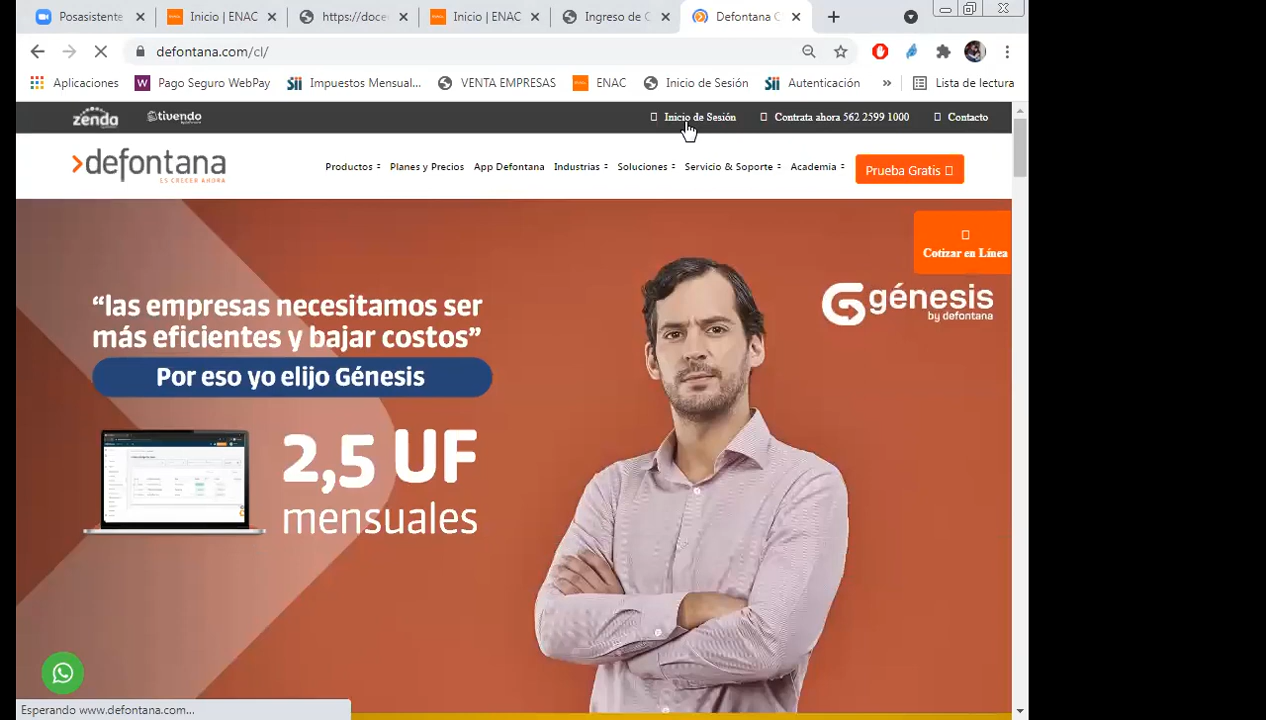 Posasistente
Inicio | ENAC
https://doce
Inicio | ENAC
Ingreso de C
Defontana C
defontana.com/cl/
Aplicaciones
Pago Seguro WebPay
Impuestos Mensual...
VENTA EMPRESAS
ENAC
Inicio de Sesión
Autenticación
»
Lista de lectura
zenda
tivendo
Inicio de Sesión
Contrata ahora 562 2599 1000
Contacto
defontana
ES CRECER AHORA
Productos
Planes y Precios
App Defontana
Industrias
Soluciones
Servicio & Soporte
Academia
Prueba Gratis
Cotizar en Línea
génesis
by defontana
“las empresas necesitamos ser
más eficientes y bajar costos”
Por eso yo elijo Génesis
2,5 UF
mensuales
Esperando www.defontana.com...